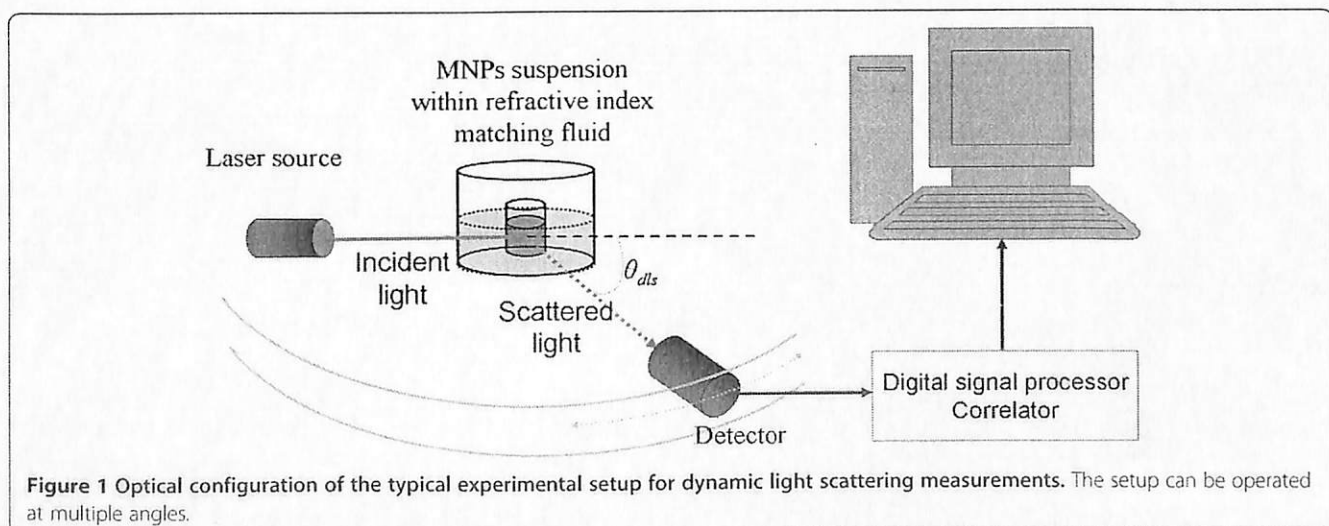 MNPs suspension
within refractive index
matching fluid
Laser source
Incident
light
θdls
Scattered
light
Detector
Digital signal processor
Correlator
Figure 1 Optical configuration of the typical experimental setup for dynamic light scattering measurements. The setup can be operated
at multiple angles.